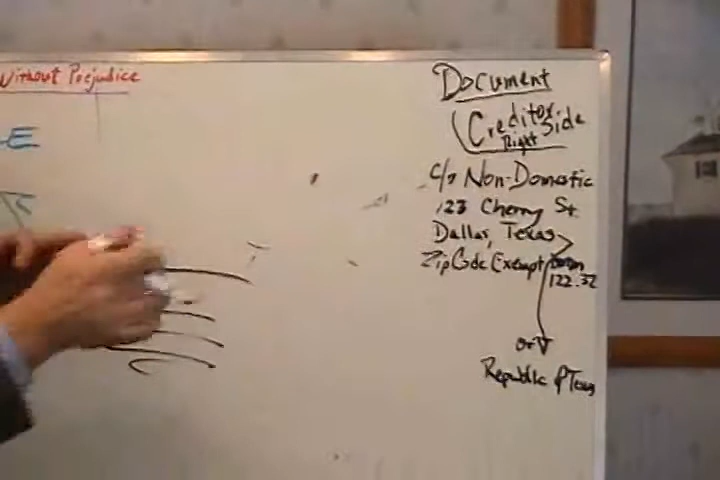 Without Prejudice
E
Document
Creditor Side
Right
c/o Non-Domestic
123 Cherry St.
Dallas, Texas
Zip Code Exempt
122.32
or
Republic of Texas